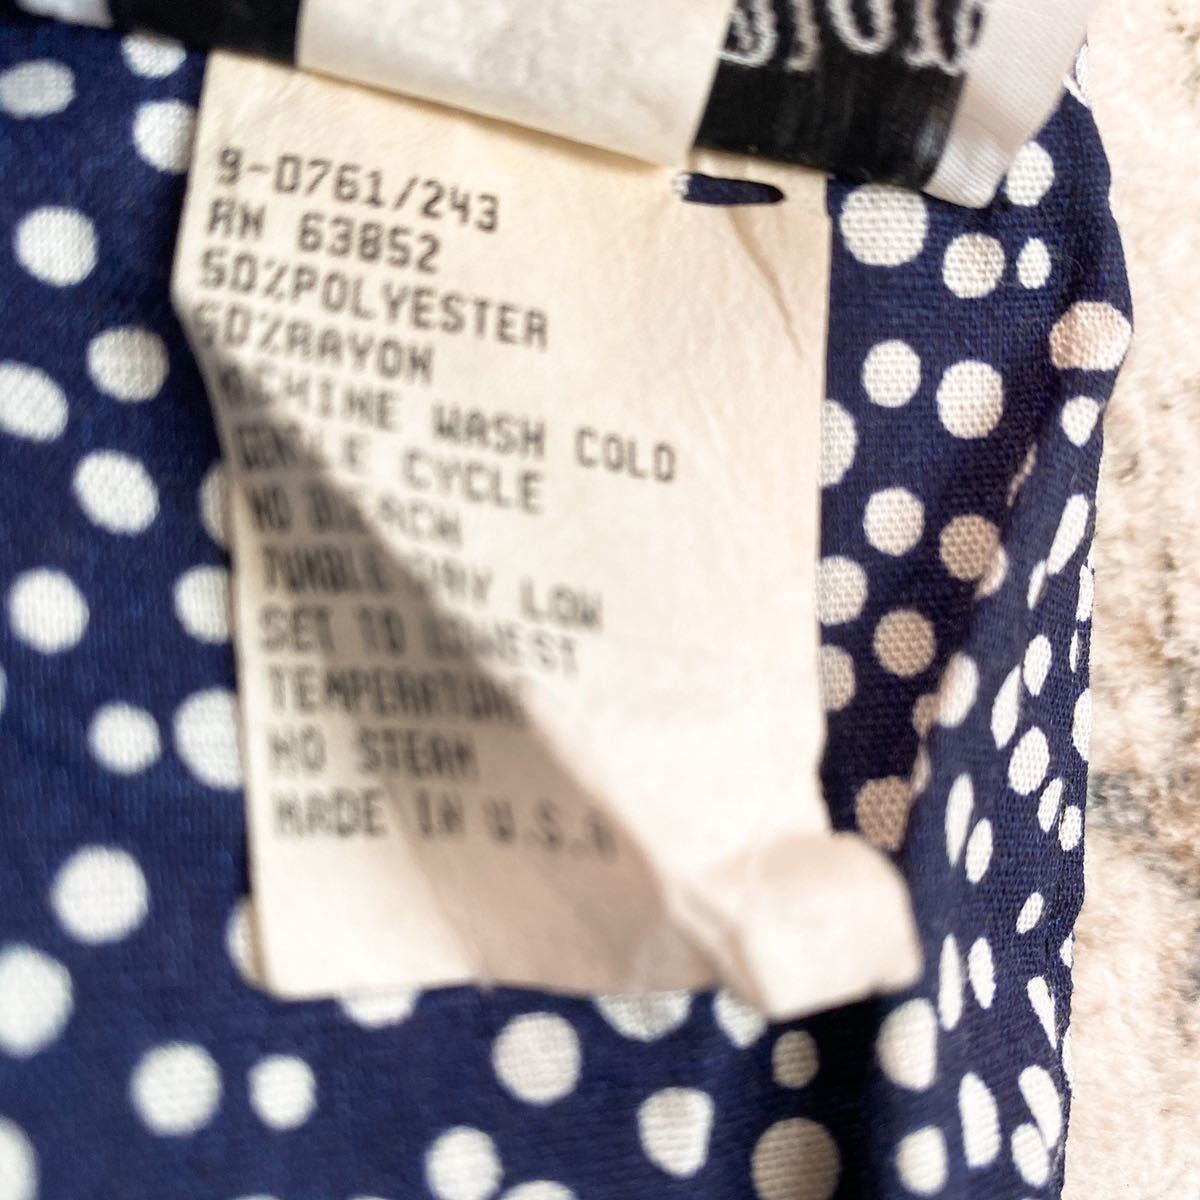 9-D761/243
RN 63852
50%POLYESTER
50%RAYON
MACHINE WASH COLD
GENTLE CYCLE
NO BLEACH
TUMBLE DRY LOW
SET TO LOWEST
TEMPERATURE
NO STEAM
MADE IN U.S.A